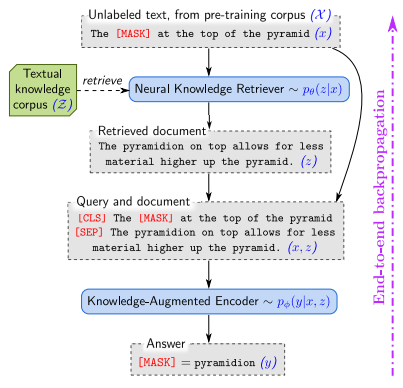 Unlabeled text, from pre-training corpus (𝒳)
The [MASK] at the top of the pyramid (x)
Textual
knowledge
corpus (𝒵)
retrieve
Neural Knowledge Retriever ∼ pθ(z|x)
Retrieved document
The pyramidion on top allows for less
material higher up the pyramid. (z)
Query and document
[CLS] The [MASK] at the top of the pyramid
[SEP] The pyramidion on top allows for less
material higher up the pyramid. (x, z)
Knowledge-Augmented Encoder ∼ pϕ(y|x, z)
Answer
[MASK] = pyramidion (y)
End-to-end backpropagation